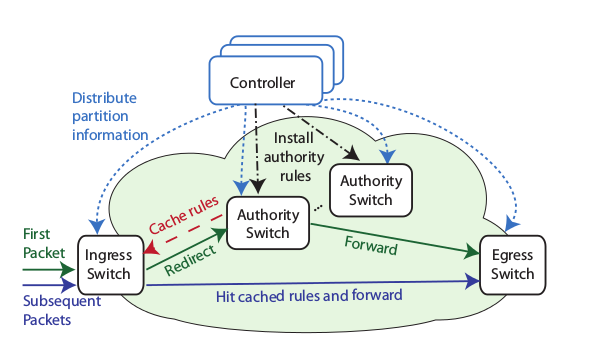 Controller
Distribute
partition
information
Install
authority
rules
Authority
Switch
Cache rules
Authority
Switch
First
Packet
Ingress
Switch
Redirect
Forward
Egress
Switch
Subsequent
Packets
Hit cached rules and forward